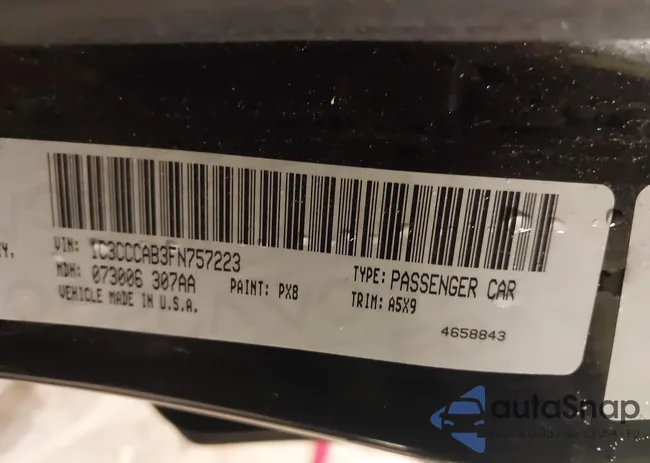 Y.
VIN: 1C3CCCAB3FN757223
MDH: 073006 307AA PAINT: PX8 TYPE: PASSENGER CAR
VEHICLE MADE IN U.S.A. TRIM: A5X9
4658843
autoSnap